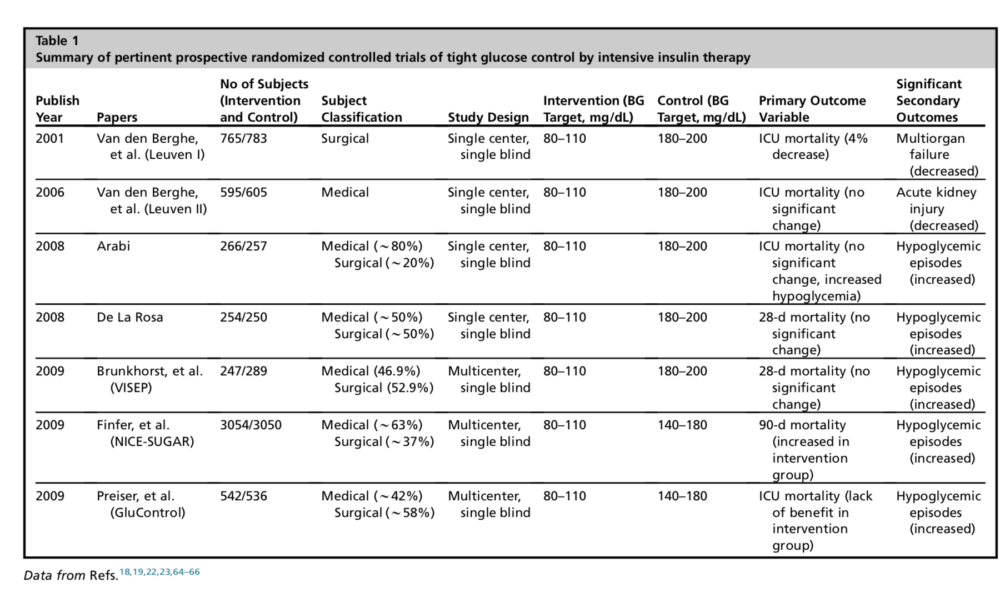 Table 1
Summary of pertinent prospective randomized controlled trials of tight glucose control by intensive insulin therapy
Publish Year | Papers | No of Subjects (Intervention and Control) | Subject Classification | Study Design | Intervention (BG Target, mg/dL) | Control (BG Target, mg/dL) | Primary Outcome Variable | Significant Secondary Outcomes
2001 | Van den Berghe, et al. (Leuven I) | 765/783 | Surgical | Single center, single blind | 80–110 | 180–200 | ICU mortality (4% decrease) | Multiorgan failure (decreased)
2006 | Van den Berghe, et al. (Leuven II) | 595/605 | Medical | Single center, single blind | 80–110 | 180–200 | ICU mortality (no significant change) | Acute kidney injury (decreased)
2008 | Arabi | 266/257 | Medical (~80%) Surgical (~20%) | Single center, single blind | 80–110 | 180–200 | ICU mortality (no significant change, increased hypoglycemia) | Hypoglycemic episodes (increased)
2008 | De La Rosa | 254/250 | Medical (~50%) Surgical (~50%) | Single center, single blind | 80–110 | 180–200 | 28-d mortality (no significant change) | Hypoglycemic episodes (increased)
2009 | Brunkhorst, et al. (VISEP) | 247/289 | Medical (46.9%) Surgical (52.9%) | Multicenter, single blind | 80–110 | 180–200 | 28-d mortality (no significant change) | Hypoglycemic episodes (increased)
2009 | Finfer, et al. (NICE-SUGAR) | 3054/3050 | Medical (~63%) Surgical (~37%) | Multicenter, single blind | 80–110 | 140–180 | 90-d mortality (increased in intervention group) | Hypoglycemic episodes (increased)
2009 | Preiser, et al. (GluControl) | 542/536 | Medical (~42%) Surgical (~58%) | Multicenter, single blind | 80–110 | 140–180 | ICU mortality (lack of benefit in intervention group) | Hypoglycemic episodes (increased)
Data from Refs.18,19,22,23,64–66